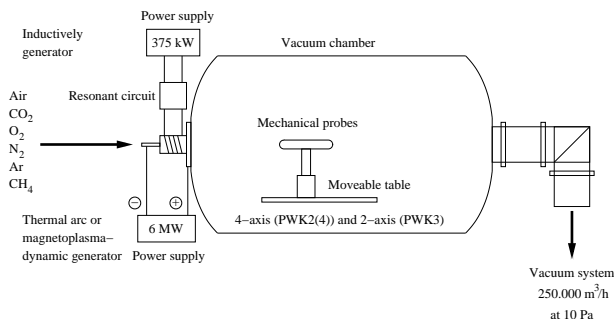 Power supply
Inductively
generator
375 kW
Vacuum chamber
Resonant circuit
Air
CO2
O2
N2
Ar
CH4
Mechanical probes
Moveable table
4−axis (PWK2(4)) and 2−axis (PWK3)
⊖ ⊕
Thermal arc or
magnetoplasma−
dynamic generator
6 MW
Power supply
Vacuum system
250.000 m³/h
at 10 Pa